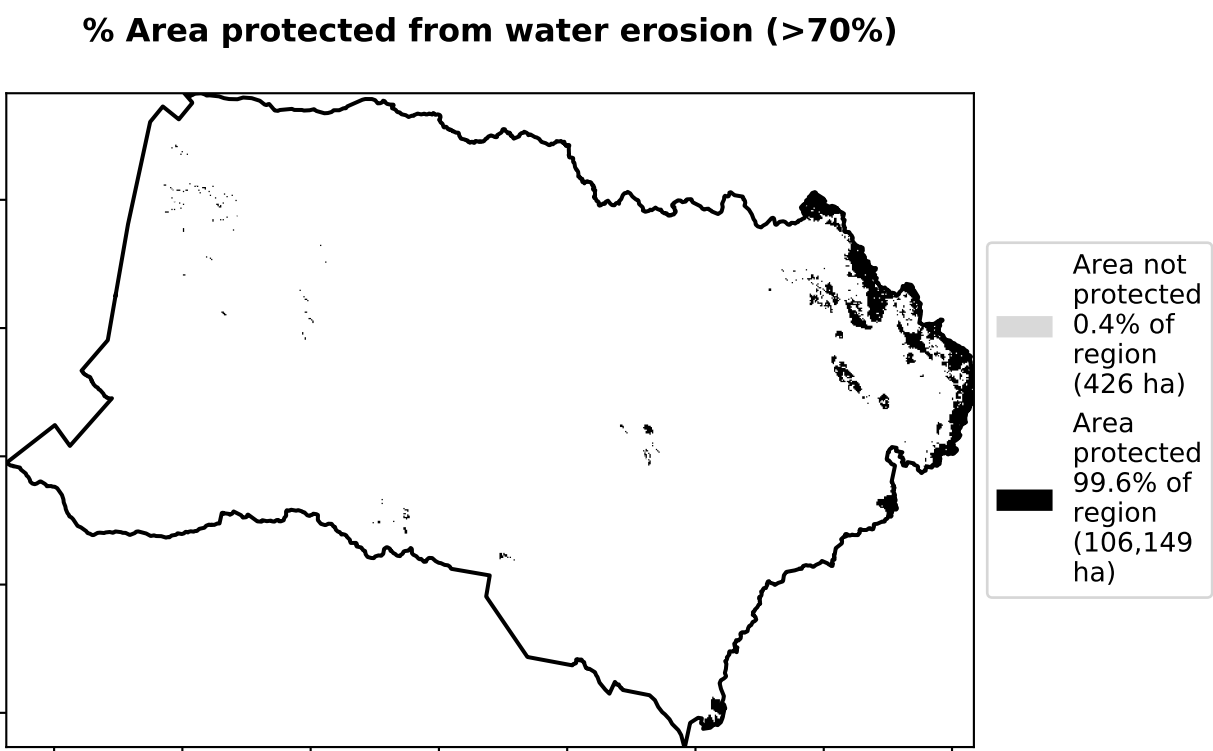 % Area protected from water erosion (>70%)
Area not
protected
0.4% of
region
(426 ha)
Area
protected
99.6% of
region
(106,149
ha)